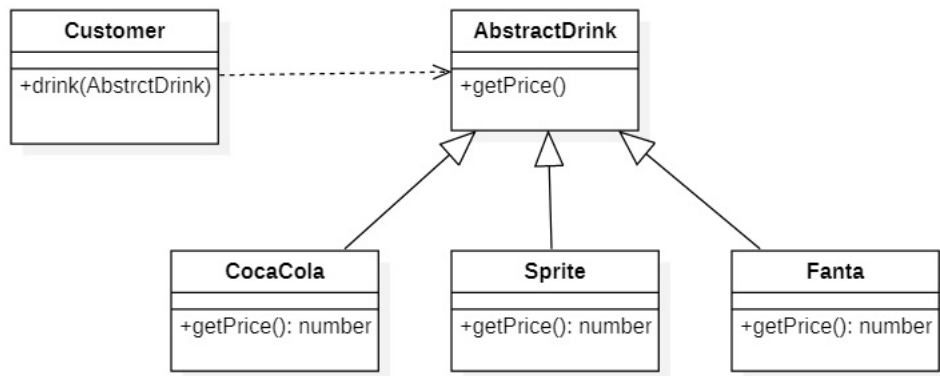 Customer
+drink(AbstrctDrink)
AbstractDrink
+getPrice()
CocaCola
+getPrice(): number
Sprite
+getPrice(): number
Fanta
+getPrice(): number